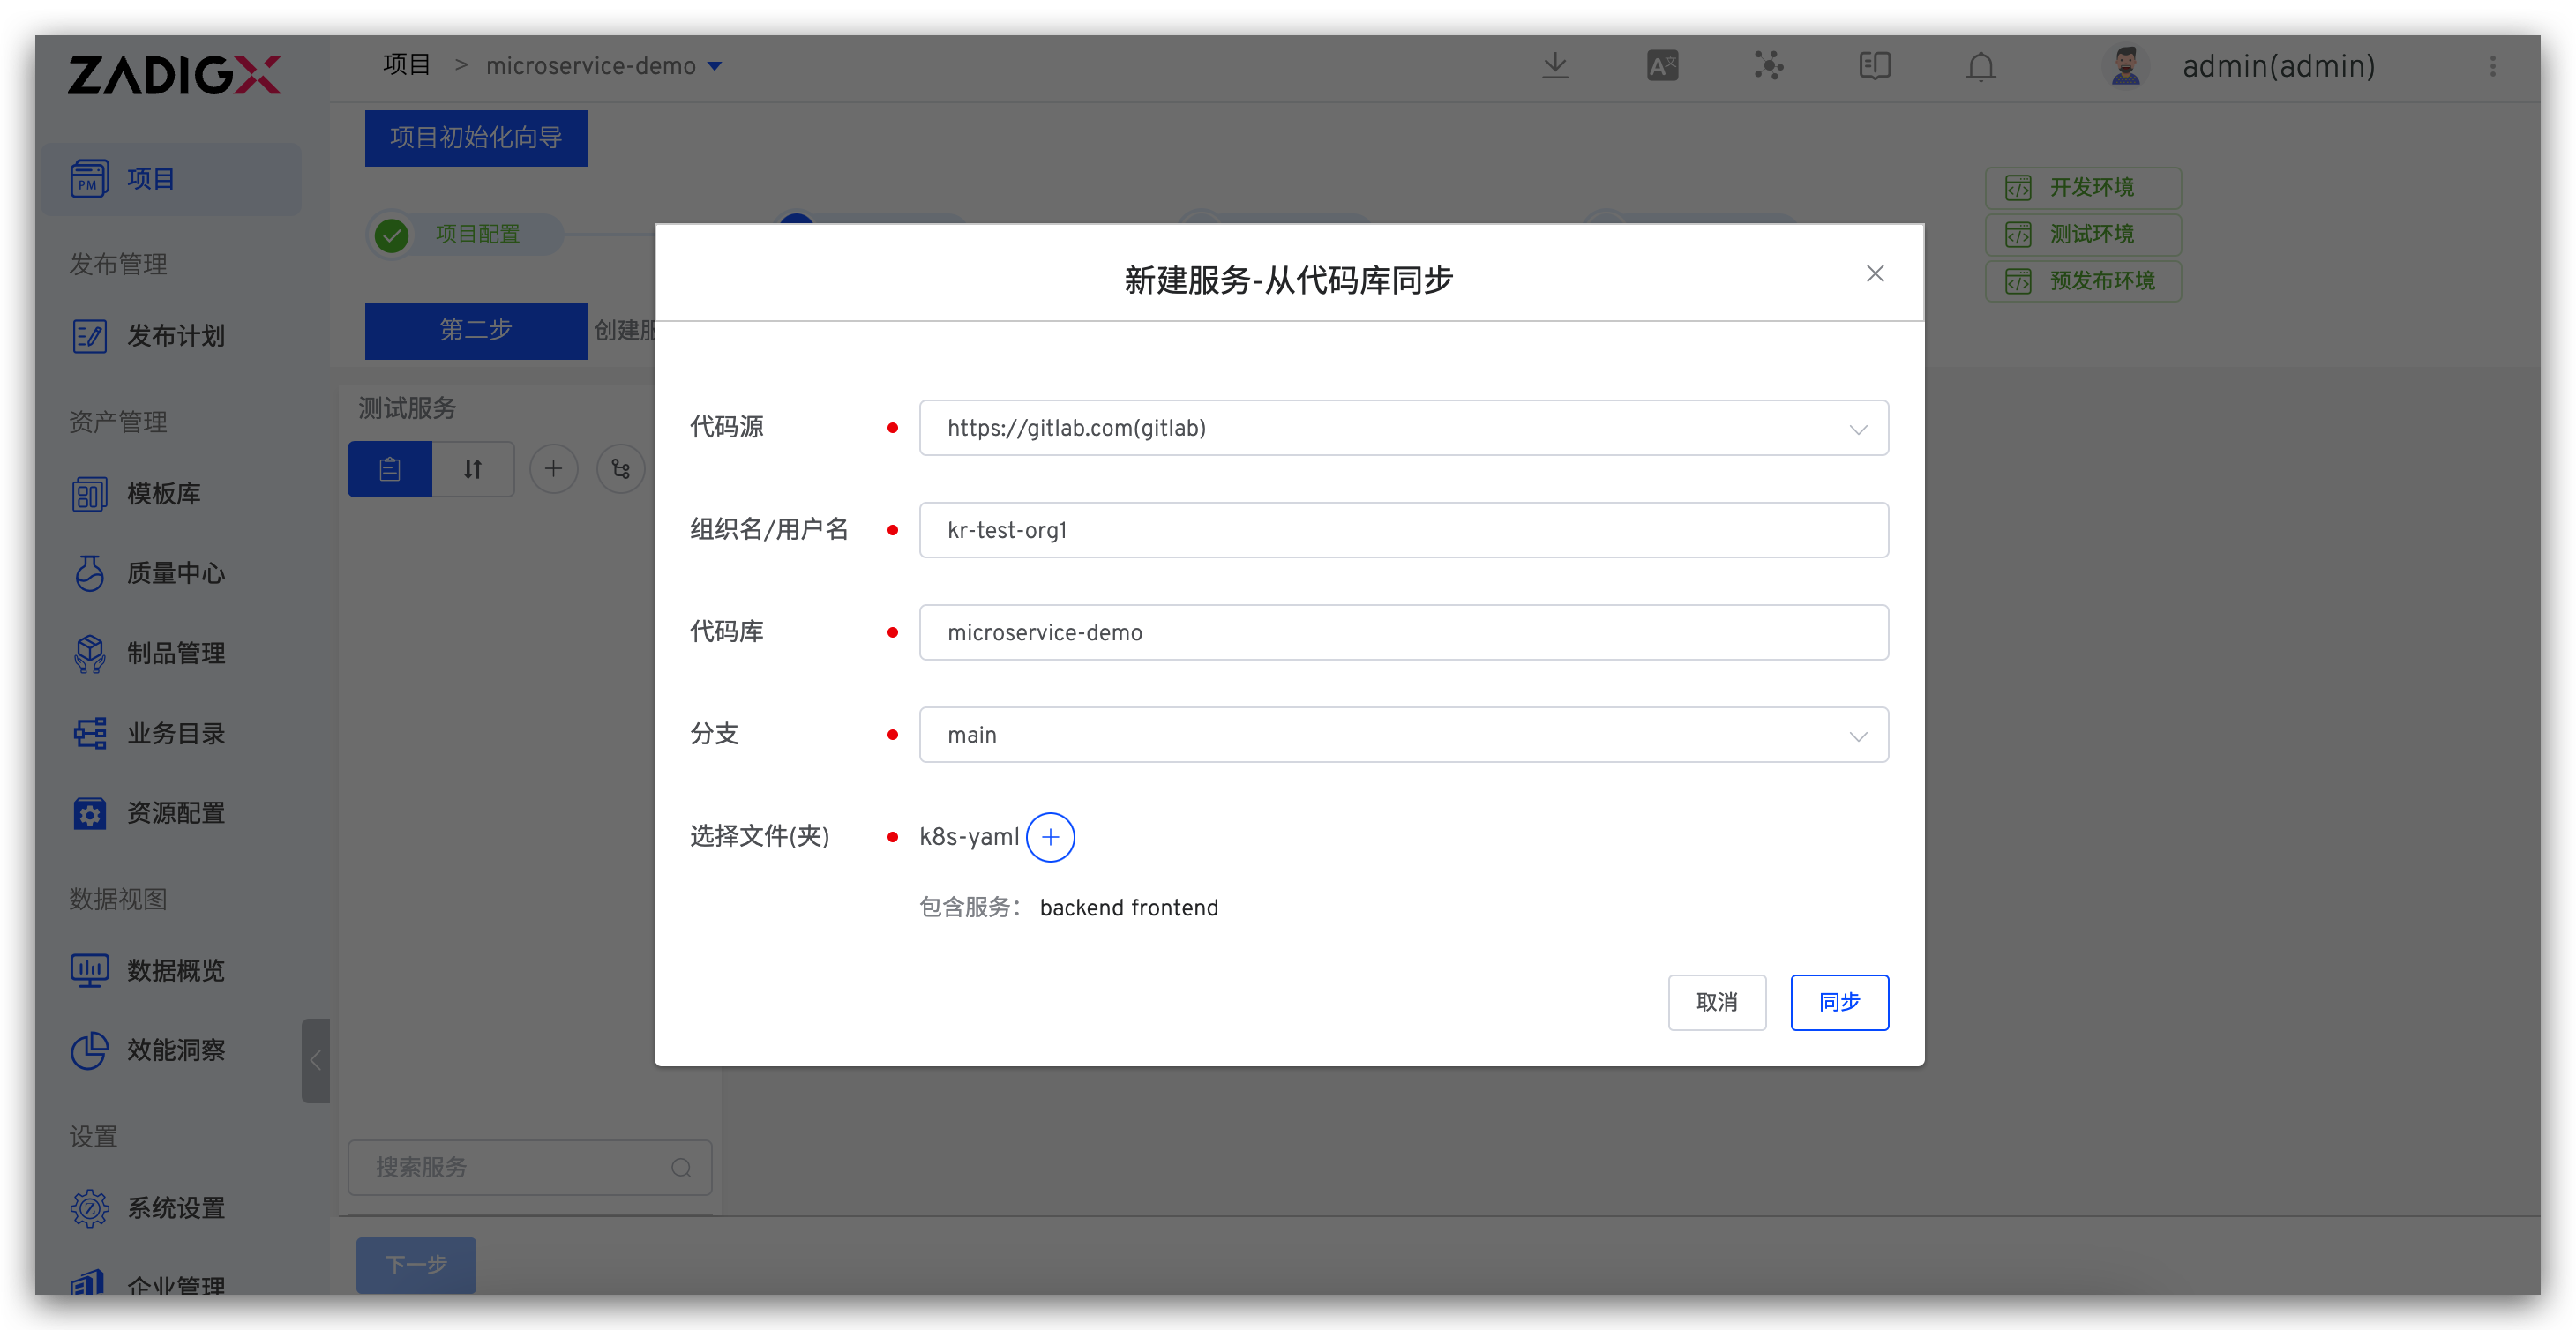 ZADIGX
项目 > microservice-demo
A文
admin(admin)
项目初始化向导
PM 项目
发布管理
发布计划
资产管理
模板库
质量中心
制品管理
业务目录
资源配置
数据视图
数据概览
效能洞察
设置
Z 系统设置
企业管理
项目配置
开发环境
测试环境
预发布环境
第二步
创建服
测试服务
搜索服务
下一步
新建服务-从代码库同步
代码源 https://gitlab.com(gitlab)
组织名/用户名 kr-test-org1
代码库 microservice-demo
分支 main
选择文件(夹) k8s-yaml
包含服务： backend frontend
取消 同步